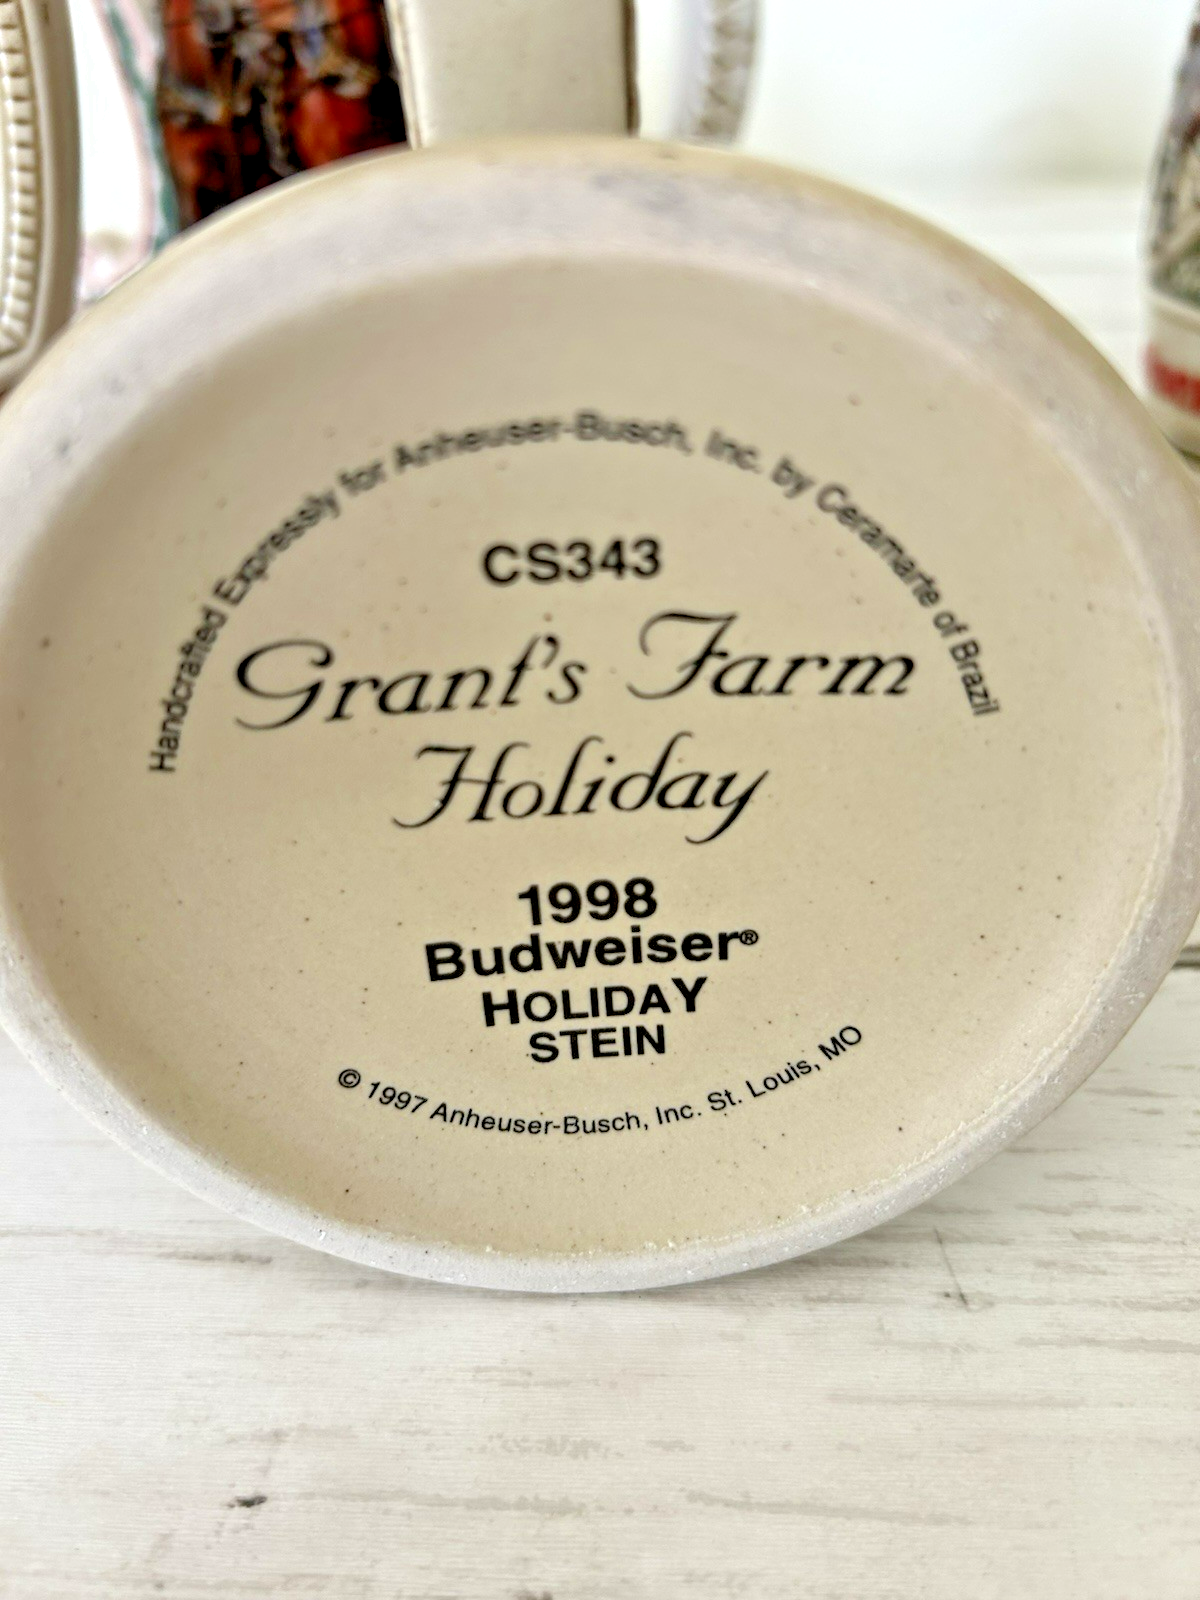 Handcrafted Expressly for Anheuser-Busch, Inc. by Ceramarte of Brazil
CS343
Grant's Farm
Holiday
1998
Budweiser®
HOLIDAY
STEIN
© 1997 Anheuser-Busch, Inc. St. Louis, MO